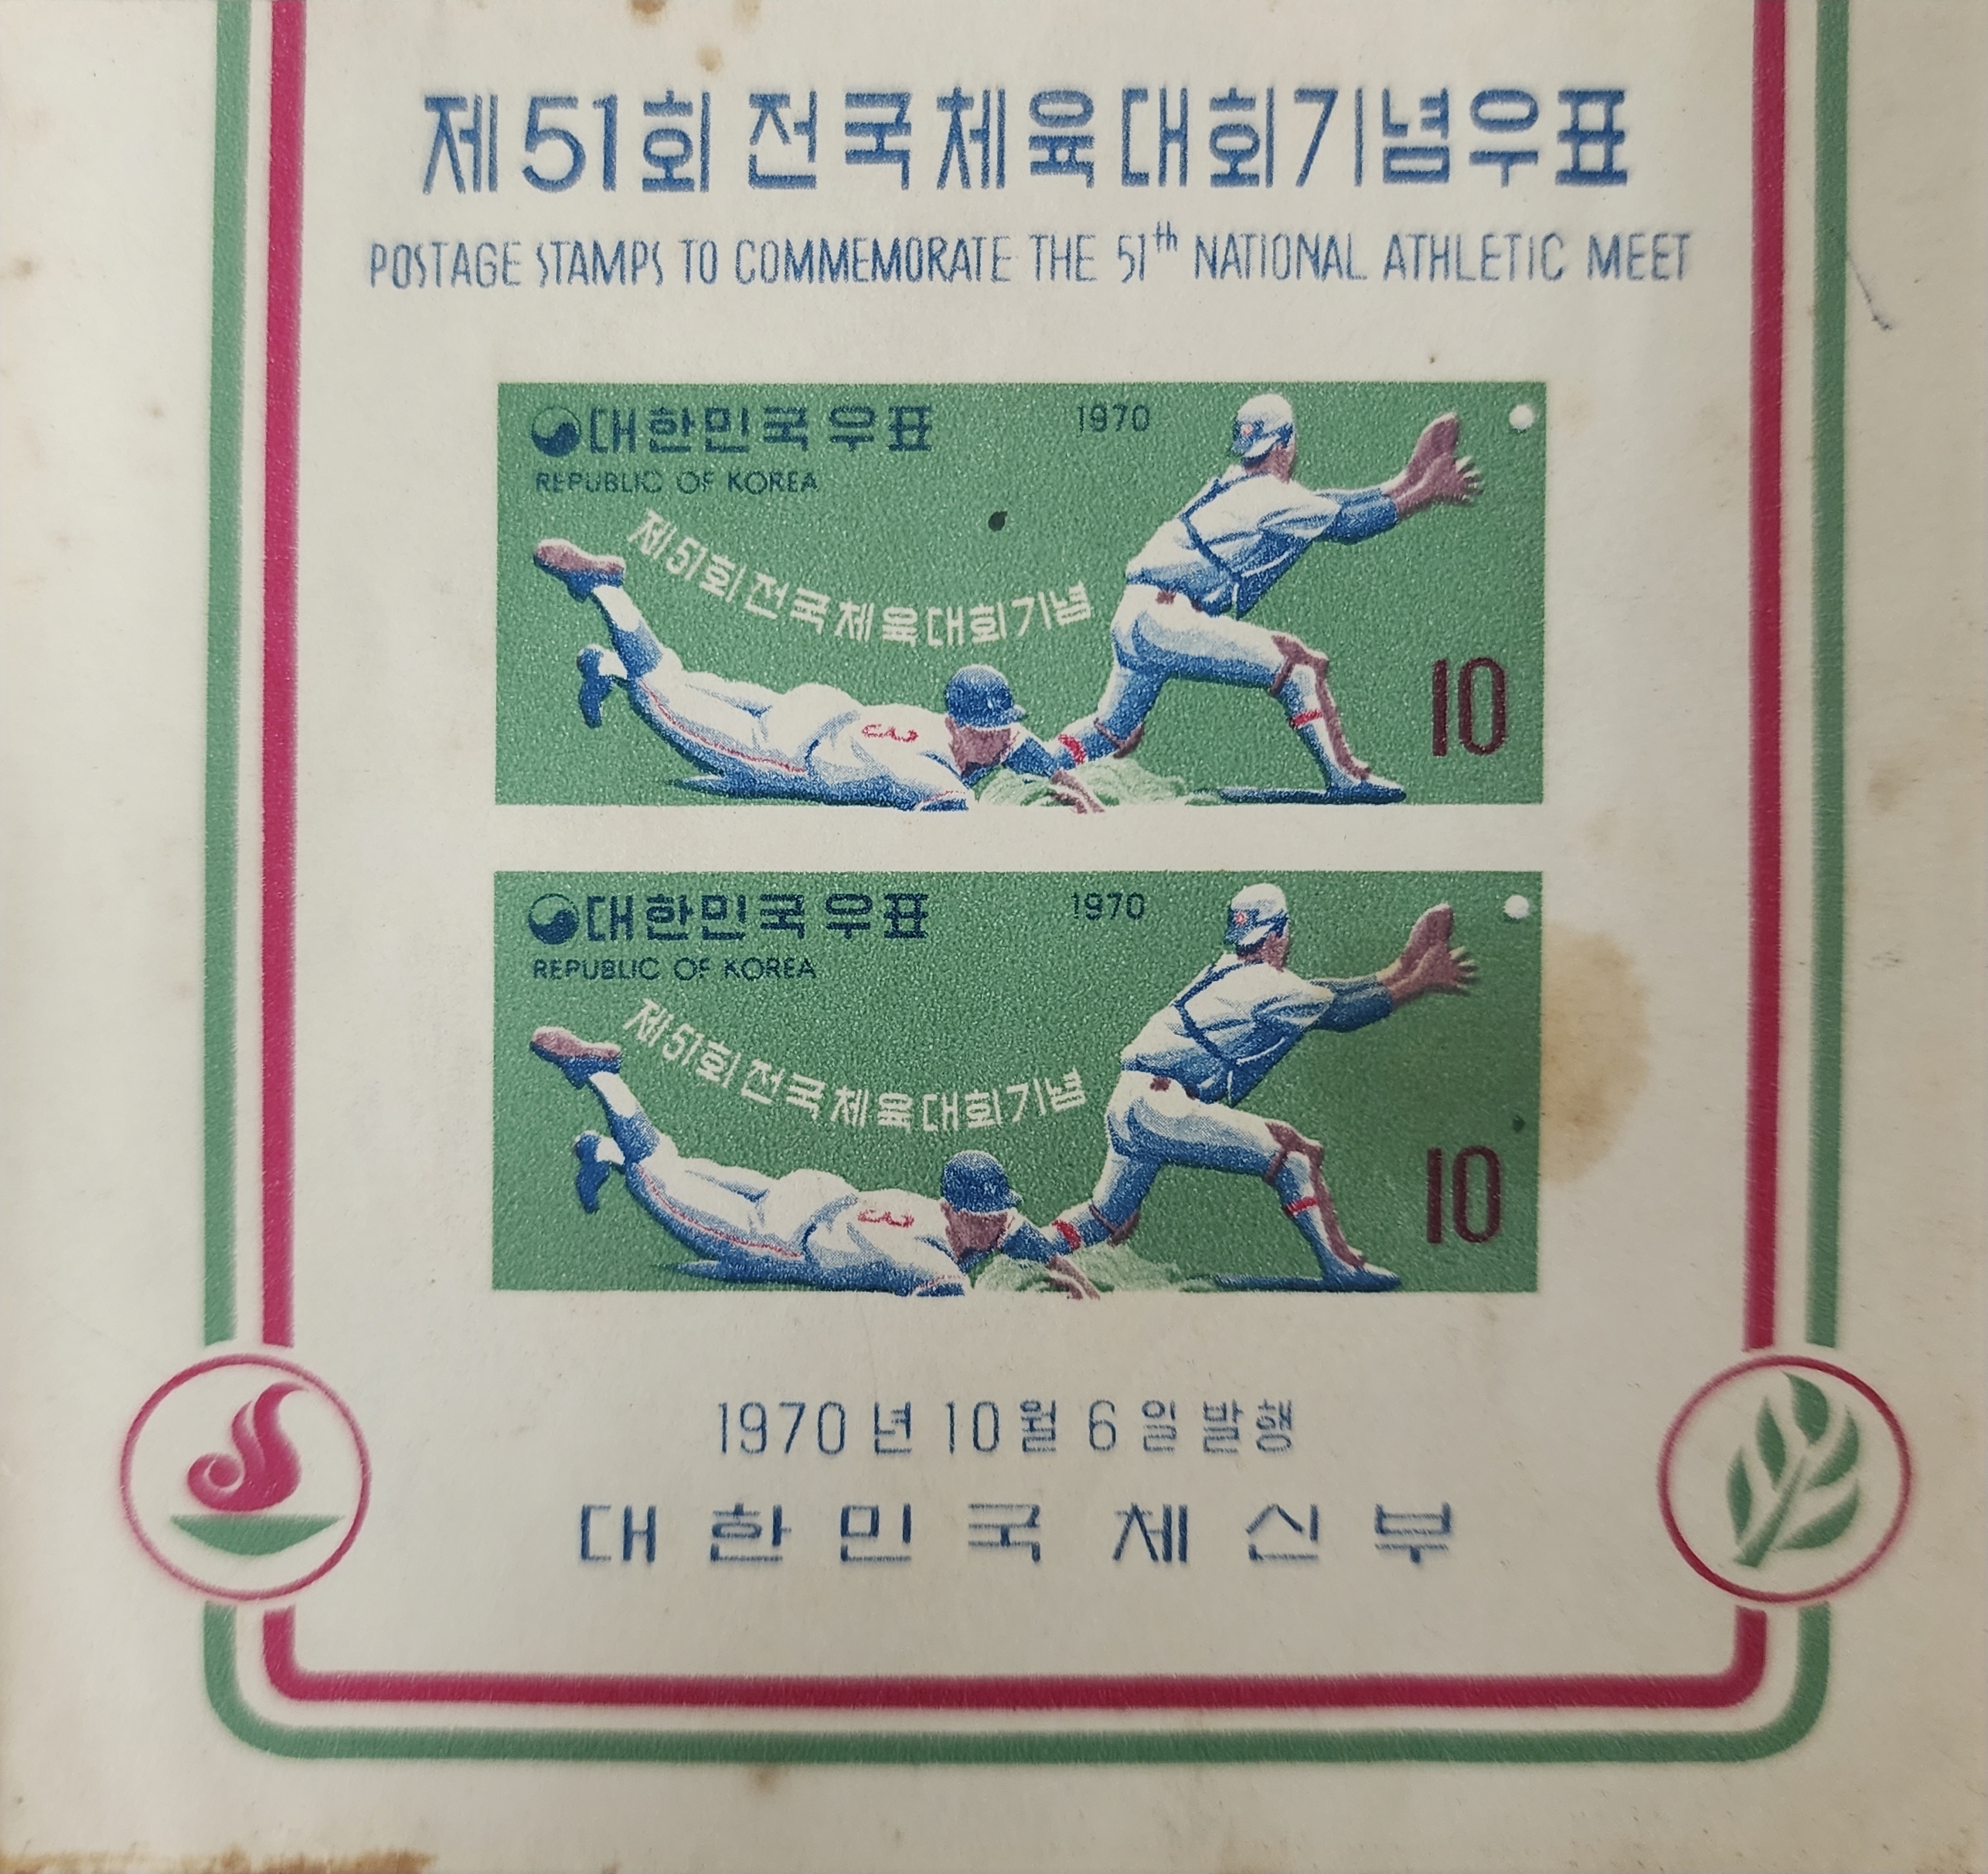 제51회 전국체육대회기념우표
POSTAGE STAMPS TO COMMEMORATE THE 51th NATIONAL ATHLETIC MEET
대한민국우표 1970
REPUBLIC OF KOREA
제51회전국체육대회기념
3
10
대한민국우표 1970
REPUBLIC OF KOREA
제51회전국체육대회기념
3
10
1970년 10월 6일 발행
대한민국체신부